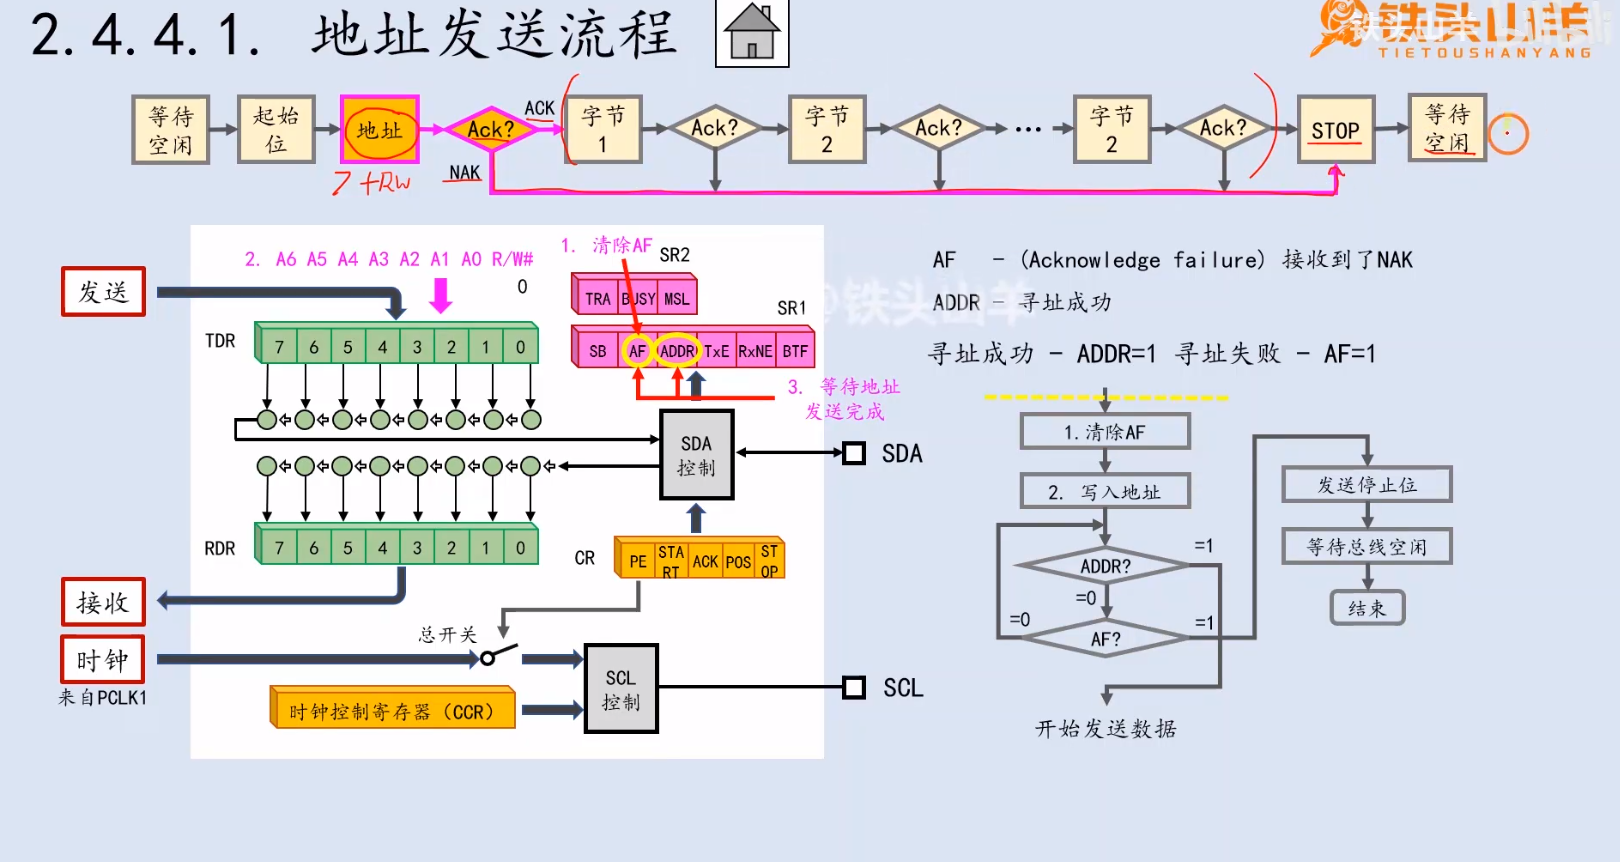 2.4.4.1. 地址发送流程
铁头山羊
TIETOUSHANYANG
等待
空闲
起始
位
地址
Ack?
ACK
字节
1
Ack?
字节
2
Ack?
...
字节
2
Ack?
STOP
等待
空闲
7+RW
NAK
发送
2. A6 A5 A4 A3 A2 A1 A0 R/W#
0
1. 清除AF
SR2
TRA BUSY MSL
SR1
SB AF ADDR TxE RxNE BTF
TDR
7 6 5 4 3 2 1 0
3. 等待地址
发送完成
SDA
控制
SDA
RDR
7 6 5 4 3 2 1 0
CR
PE STA RT ACK POS ST OP
接收
时钟
来自PCLK1
总开关
时钟控制寄存器（CCR）
SCL
控制
SCL
@铁头山羊
AF - (Acknowledge failure) 接收到了NAK
ADDR - 寻址成功
寻址成功 - ADDR=1 寻址失败 - AF=1
1.清除AF
2. 写入地址
ADDR?
=1
=0
AF?
=0
=1
开始发送数据
发送停止位
等待总线空闲
结束